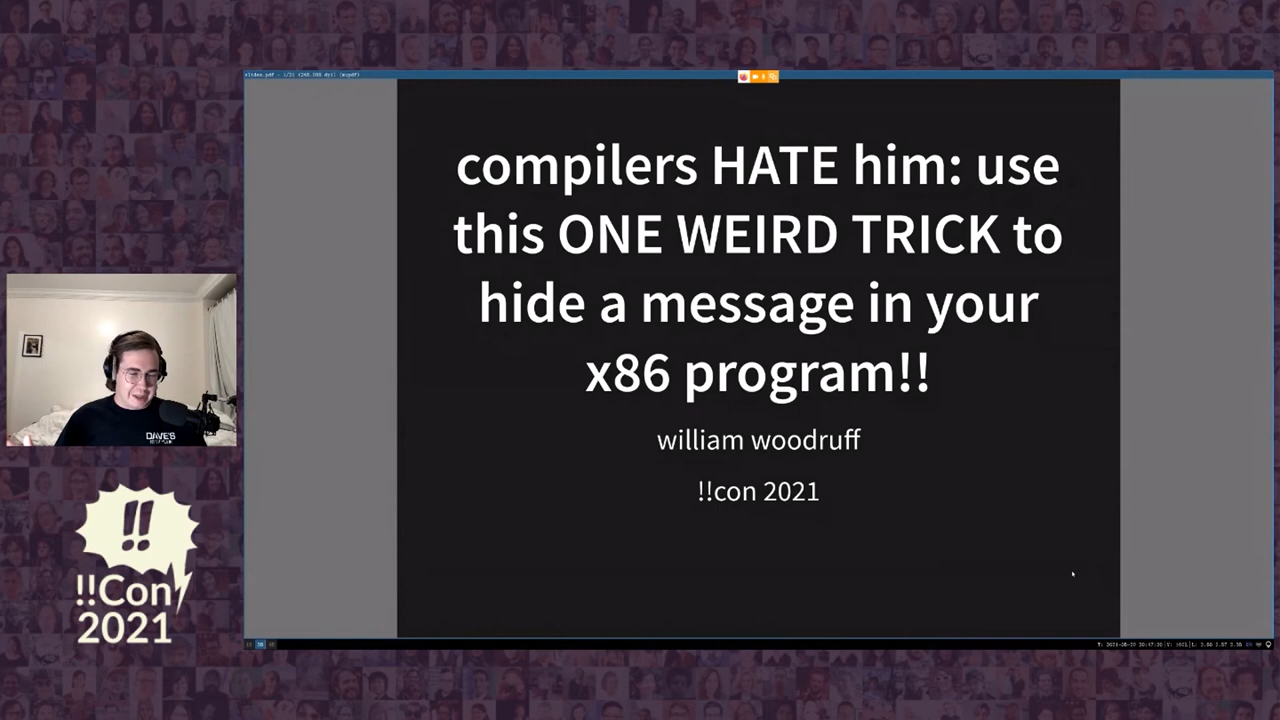 compilers HATE him: use
this ONE WEIRD TRICK to
hide a message in your
x86 program!!
william woodruff
!!con 2021
DAVE'S
!!
!!Con
2021